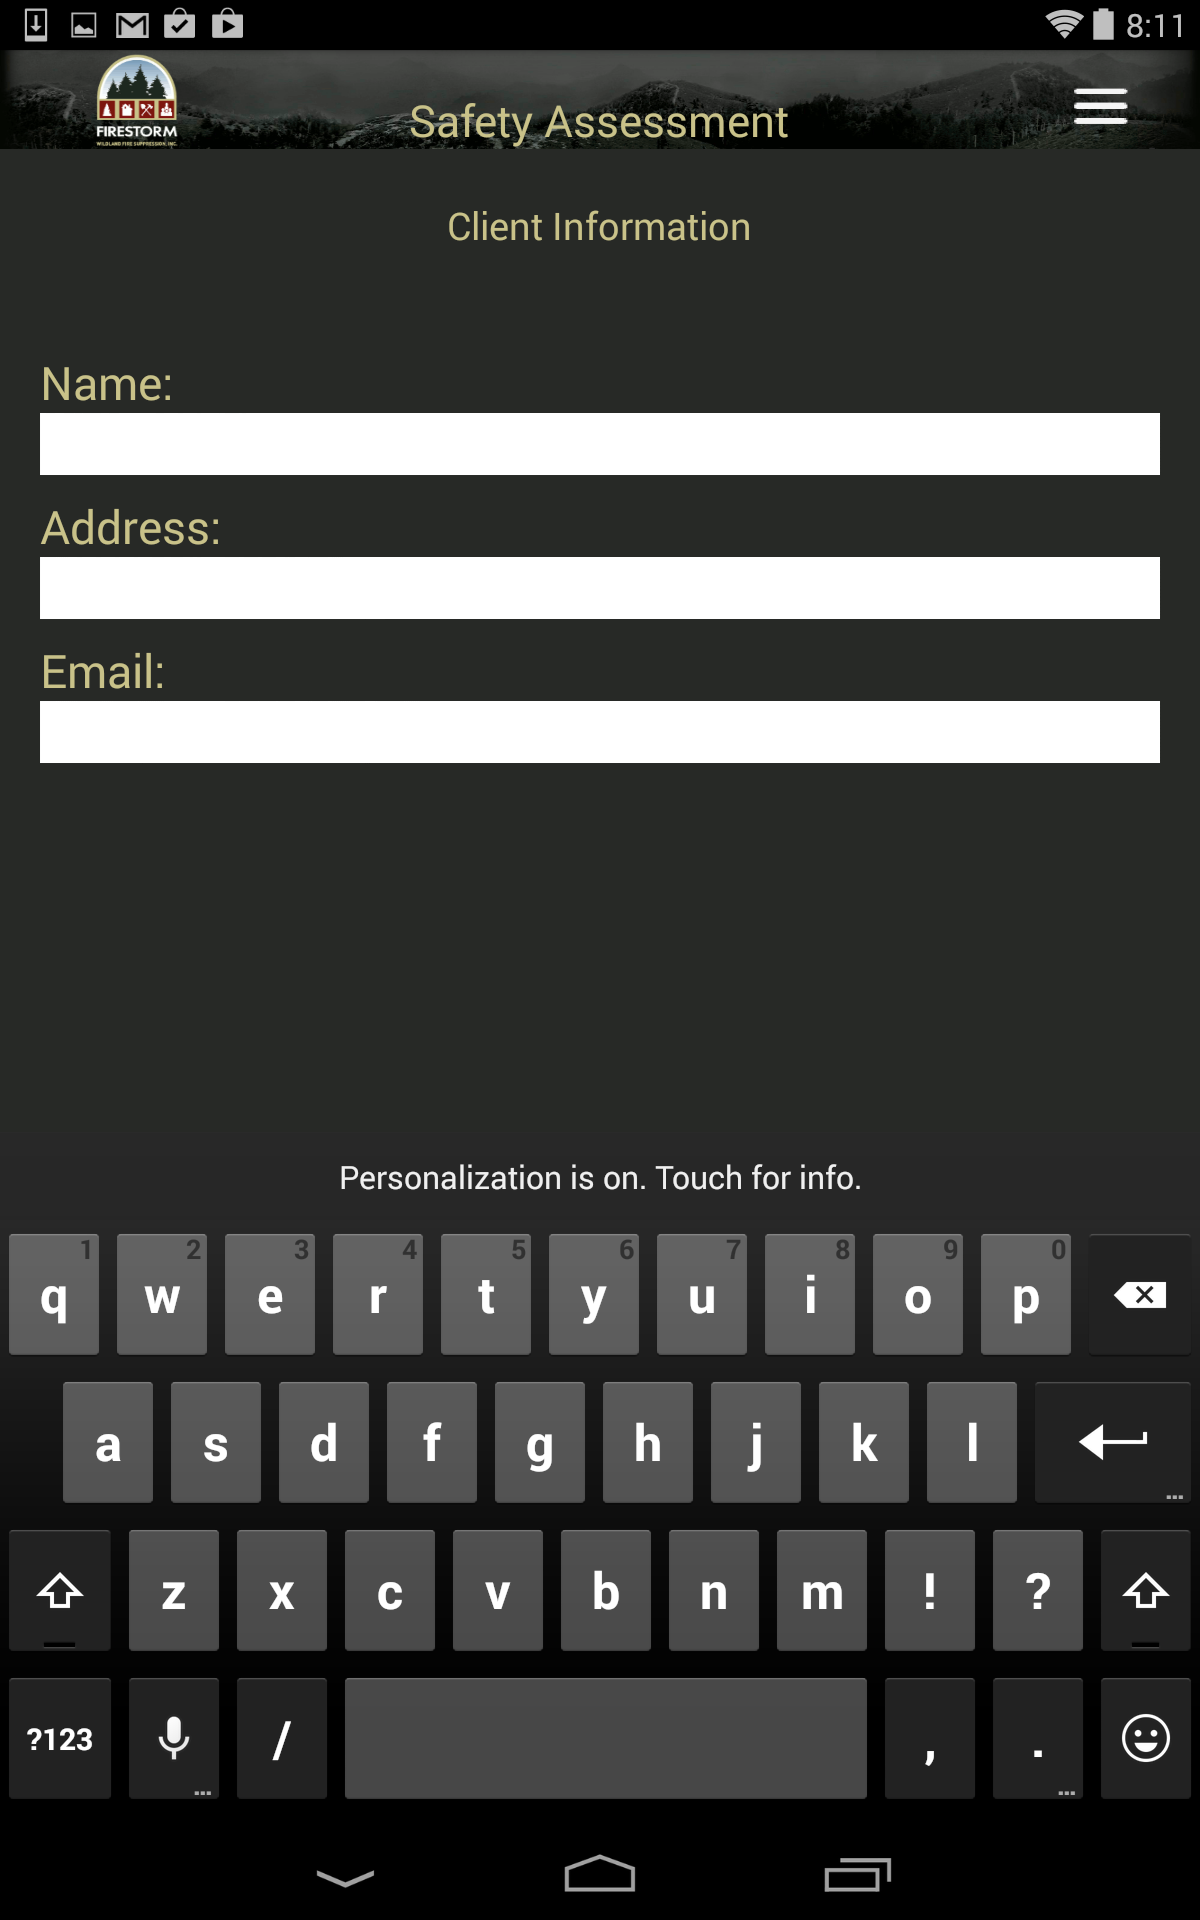 8:11
FIRESTORM
WILDLAND FIRE SUPPRESSION, INC.
Safety Assessment
Client Information
Name:
Address:
Email:
Personalization is on. Touch for info.
1 2 3 4 5 6 7 8 9 0
q w e r t y u i o p
a s d f g h j k l
z x c v b n m ! ?
?123 / , .